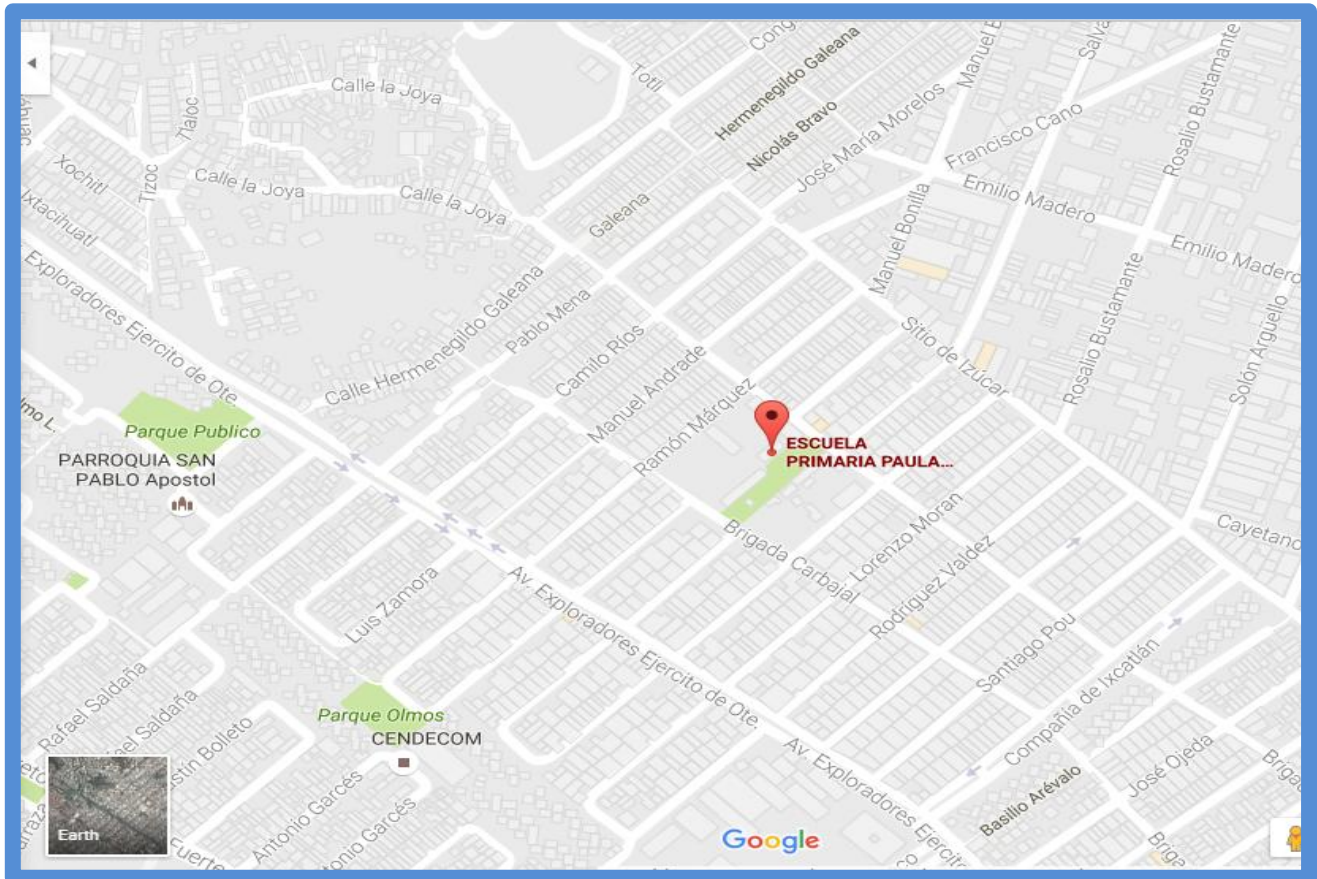 Calle la Joya
Totl
Cong
Hermenegildo Galeana
Nicolás Bravo
José María Morelos
Manuel B
Salva
Rosalio Bustamante
Francisco Cano
Emilio Madero
Emilio Madero
Tlaloc
Xochitl
Tizoc
Ixtacihuatl
Calle la Joya
Calle la Joya
Galeana
Manuel Bonilla
Exploradores Ejercito de Ote.
Calle Hermenegildo Galeana
Pablo Mena
Camilo Ríos
Manuel Andrade
Ramón Márquez
Sitio de Izúcar
Rosalio Bustamante
Solón Argüello
Parque Publico
PARROQUIA SAN
PABLO Apostol
ESCUELA
PRIMARIA PAULA...
Brigada Carbajal
Lorenzo Moran
Rodríguez Valdez
Cayetano
Luis Zamora
Av. Exploradores Ejercito de Ote.
Santiago Pou
Compañia de Ixcatlán
Rafael Saldaña
Parque Olmos
CENDECOM
Av. Exploradores Ejercito
Basilio Arévalo
José Ojeda
Antonio Garcés
Fuerte
Earth
Google